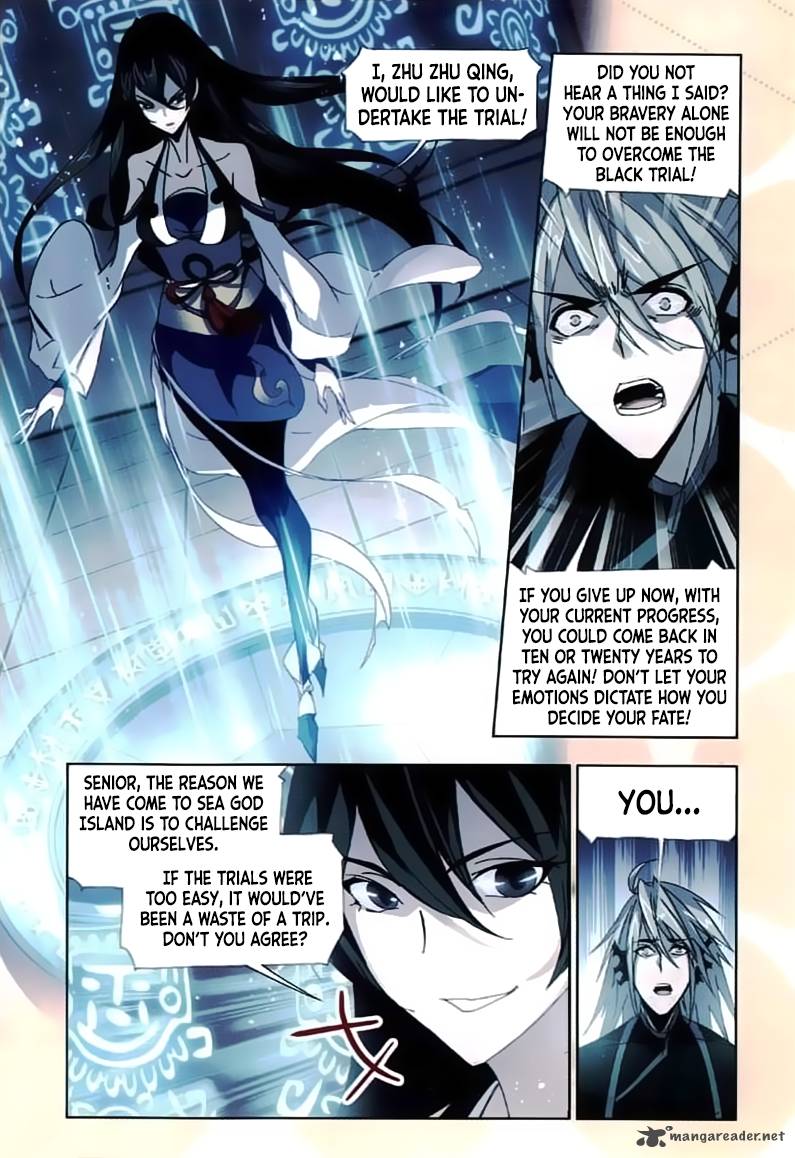 I, ZHU ZHU QING,
WOULD LIKE TO UN-
DERTAKE THE TRIAL!
DID YOU NOT
HEAR A THING I SAID?
YOUR BRAVERY ALONE
WILL NOT BE ENOUGH
TO OVERCOME THE
BLACK TRIAL!
IF YOU GIVE UP NOW, WITH
YOUR CURRENT PROGRESS,
YOU COULD COME BACK IN
TEN OR TWENTY YEARS TO
TRY AGAIN! DON'T LET YOUR
EMOTIONS DICTATE HOW YOU
DECIDE YOUR FATE!
SENIOR, THE REASON WE
HAVE COME TO SEA GOD
ISLAND IS TO CHALLENGE
OURSELVES.
IF THE TRIALS WERE
TOO EASY, IT WOULD'VE
BEEN A WASTE OF A TRIP.
DON'T YOU AGREE?
YOU...
mangareader.net